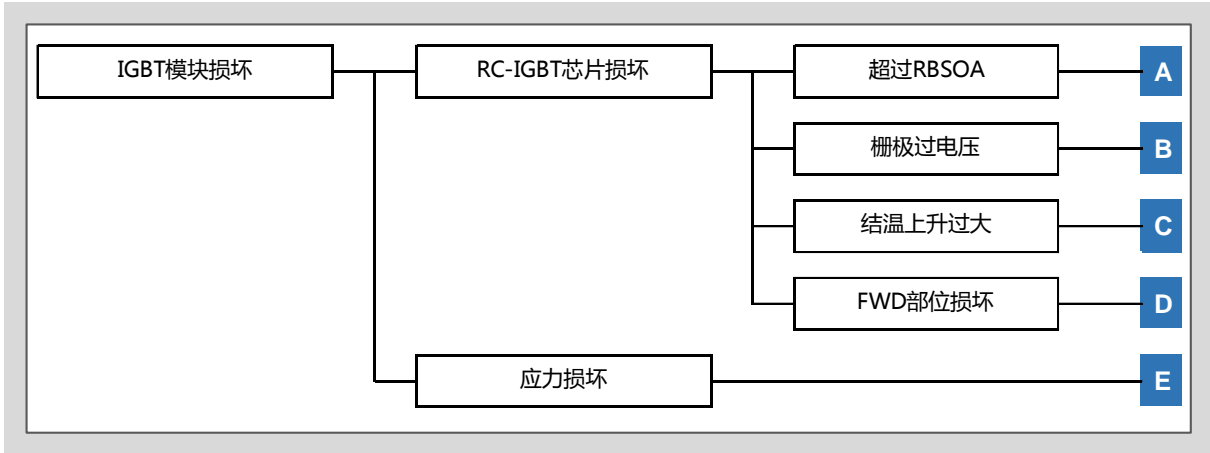 IGBT模块损坏
RC-IGBT芯片损坏
超过RBSOA
A
栅极过电压
B
结温上升过大
C
FWD部位损坏
D
应力损坏
E